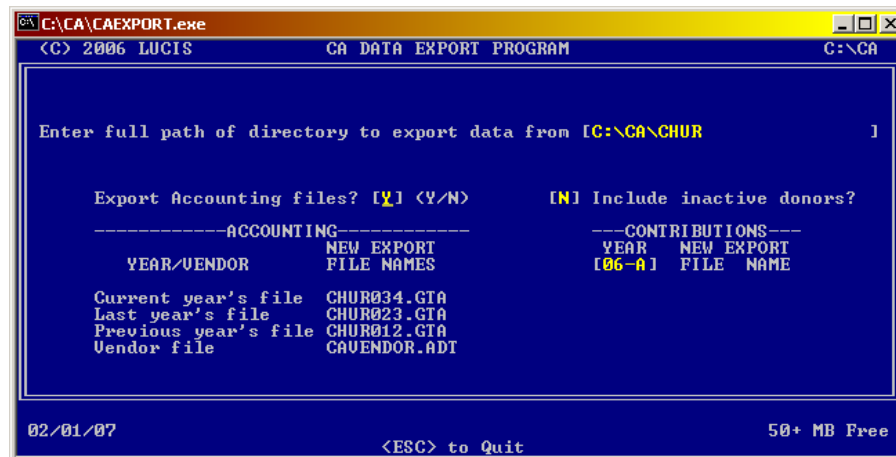 C:\CA\CAEXPORT.exe
(C) 2006 LUCIS CA DATA EXPORT PROGRAM C:\CA
Enter full path of directory to export data from [C:\CA\CHUR ]
Export Accounting files? [Y] (Y/N) [N] Include inactive donors?
------------ACCOUNTING------------ ---CONTRIBUTIONS---
NEW EXPORT YEAR NEW EXPORT
YEAR/VENDOR FILE NAMES [06-A] FILE NAME
Current year's file CHUR034.GTA
Last year's file CHUR023.GTA
Previous year's file CHUR012.GTA
Vendor file CAVENDOR.ADT
02/01/07 50+ MB Free
<ESC> to Quit